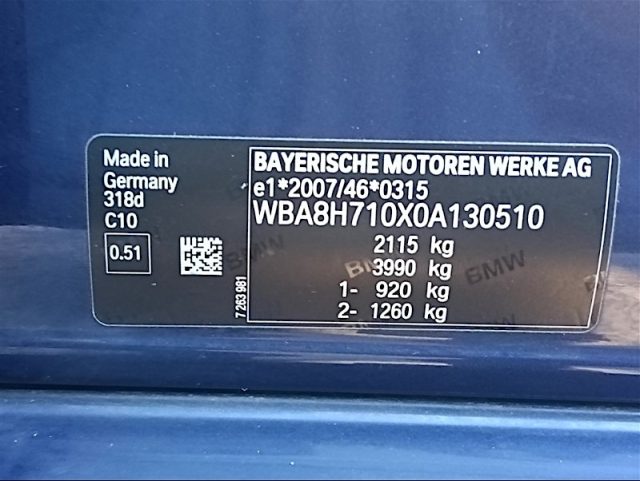 Made in
Germany
318d
C10
0.51
7 263 981
BAYERISCHE MOTOREN WERKE AG
e1*2007/46*0315
WBA8H710X0A130510
2115 kg
3990 kg
1- 920 kg
2- 1260 kg
BMW
BMW
BMW